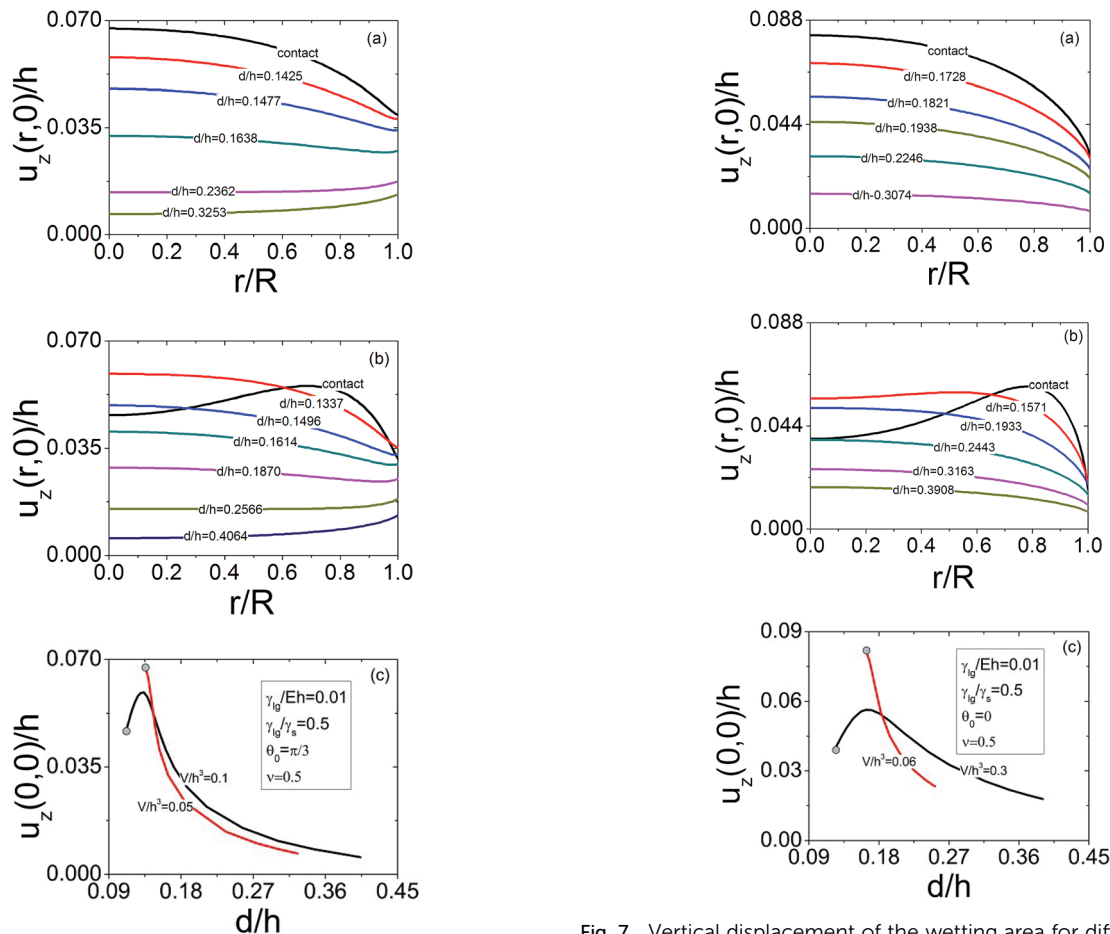 0.070
(a)
contact
d/h=0.1425
d/h=0.1477
0.035
d/h=0.1638
d/h=0.2362
d/h=0.3253
0.000
0.0 0.2 0.4 0.6 0.8 1.0
u_z(r,0)/h
r/R
0.070
(b)
contact
d/h=0.1337
d/h=0.1496
0.035
d/h=0.1614
d/h=0.1870
d/h=0.2566
d/h=0.4064
0.000
0.0 0.2 0.4 0.6 0.8 1.0
u_z(r,0)/h
r/R
0.070
(c)
γ_lg/Eh=0.01
γ_lg/γ_s=0.5
θ_0=π/3
ν=0.5
0.035
V/h³=0.1
V/h³=0.05
0.000
0.09 0.18 0.27 0.36 0.45
u_z(0,0)/h
d/h
0.088
(a)
contact
d/h=0.1728
d/h=0.1821
0.044
d/h=0.1938
d/h=0.2246
d/h-0.3074
0.000
0.0 0.2 0.4 0.6 0.8 1.0
u_z(r,0)/h
r/R
0.088
(b)
contact
d/h=0.1571
d/h=0.1933
0.044
d/h=0.2443
d/h=0.3163
d/h=0.3908
0.000
0.0 0.2 0.4 0.6 0.8 1.0
u_z(r,0)/h
r/R
0.09
(c)
γ_lg/Eh=0.01
γ_lg/γ_s=0.5
θ_0=0
ν=0.5
0.06
0.03
V/h³=0.06
V/h³=0.3
0.00
0.09 0.18 0.27 0.36 0.45
u_z(0,0)/h
d/h
Fig. 7 Vertical displacement of the wetting area for dif